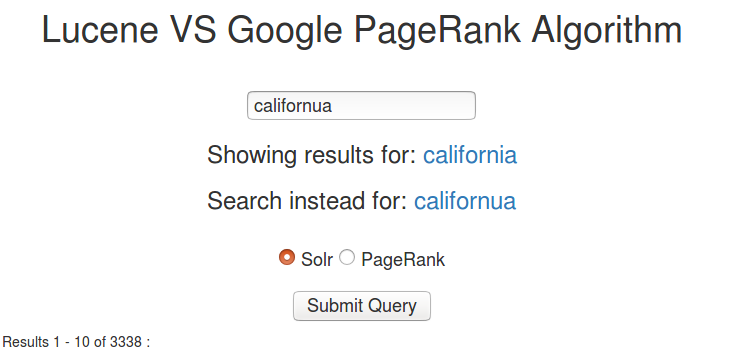 Lucene VS Google PageRank Algorithm
californua
Showing results for: california
Search instead for: californua
Solr PageRank
Submit Query
Results 1 - 10 of 3338 :